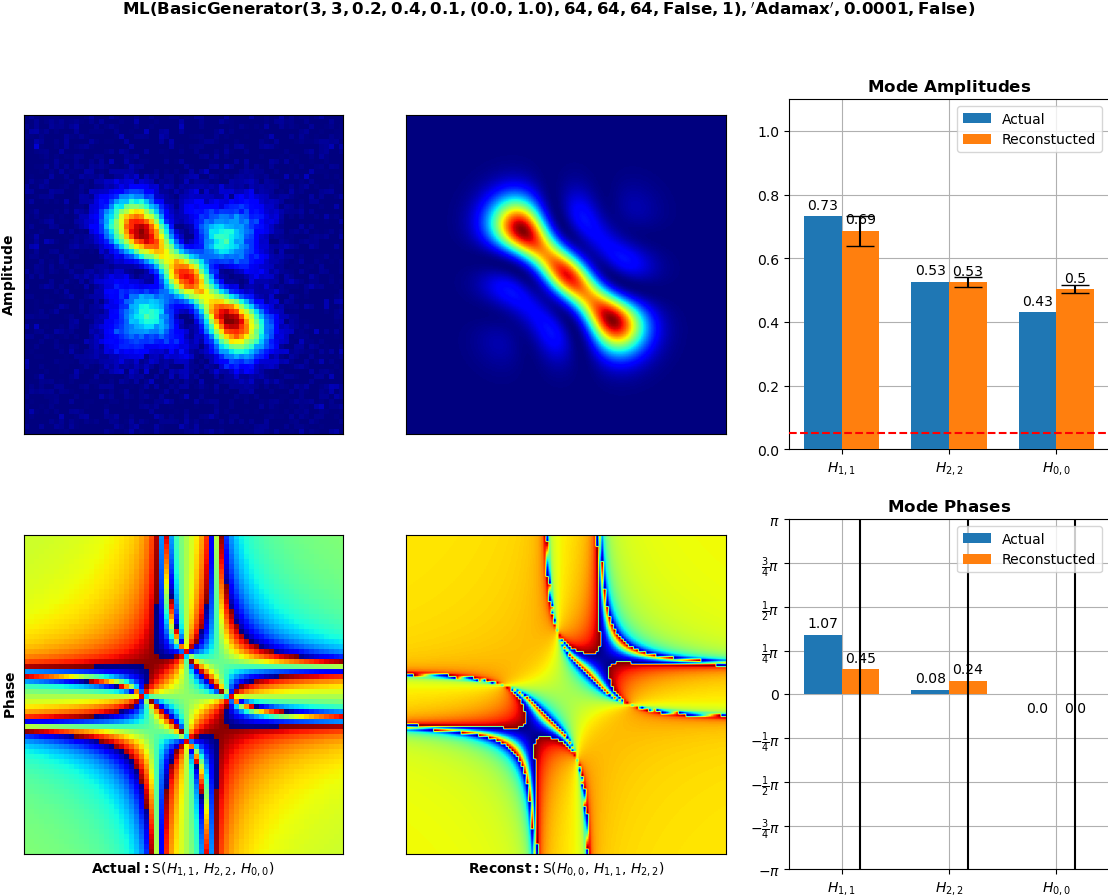 ML(BasicGenerator(3, 3, 0.2, 0.4, 0.1, (0.0, 1.0), 64, 64, 64, False, 1), ′Adamax′, 0.0001, False)
Amplitude
Mode Amplitudes
Actual
Reconstucted
1.0
0.8
0.6
0.4
0.2
0.0
0.73
0.69
0.53
0.53
0.43
0.5
H1, 1
H2, 2
H0, 0
Phase
Actual: S(H1, 1, H2, 2, H0, 0)
Reconst: S(H0, 0, H1, 1, H2, 2)
Mode Phases
Actual
Reconstucted
π
3/4π
1/2π
1/4π
0
−1/4π
−1/2π
−3/4π
−π
1.07
0.45
0.08
0.24
0.0
0.0
H1, 1
H2, 2
H0, 0